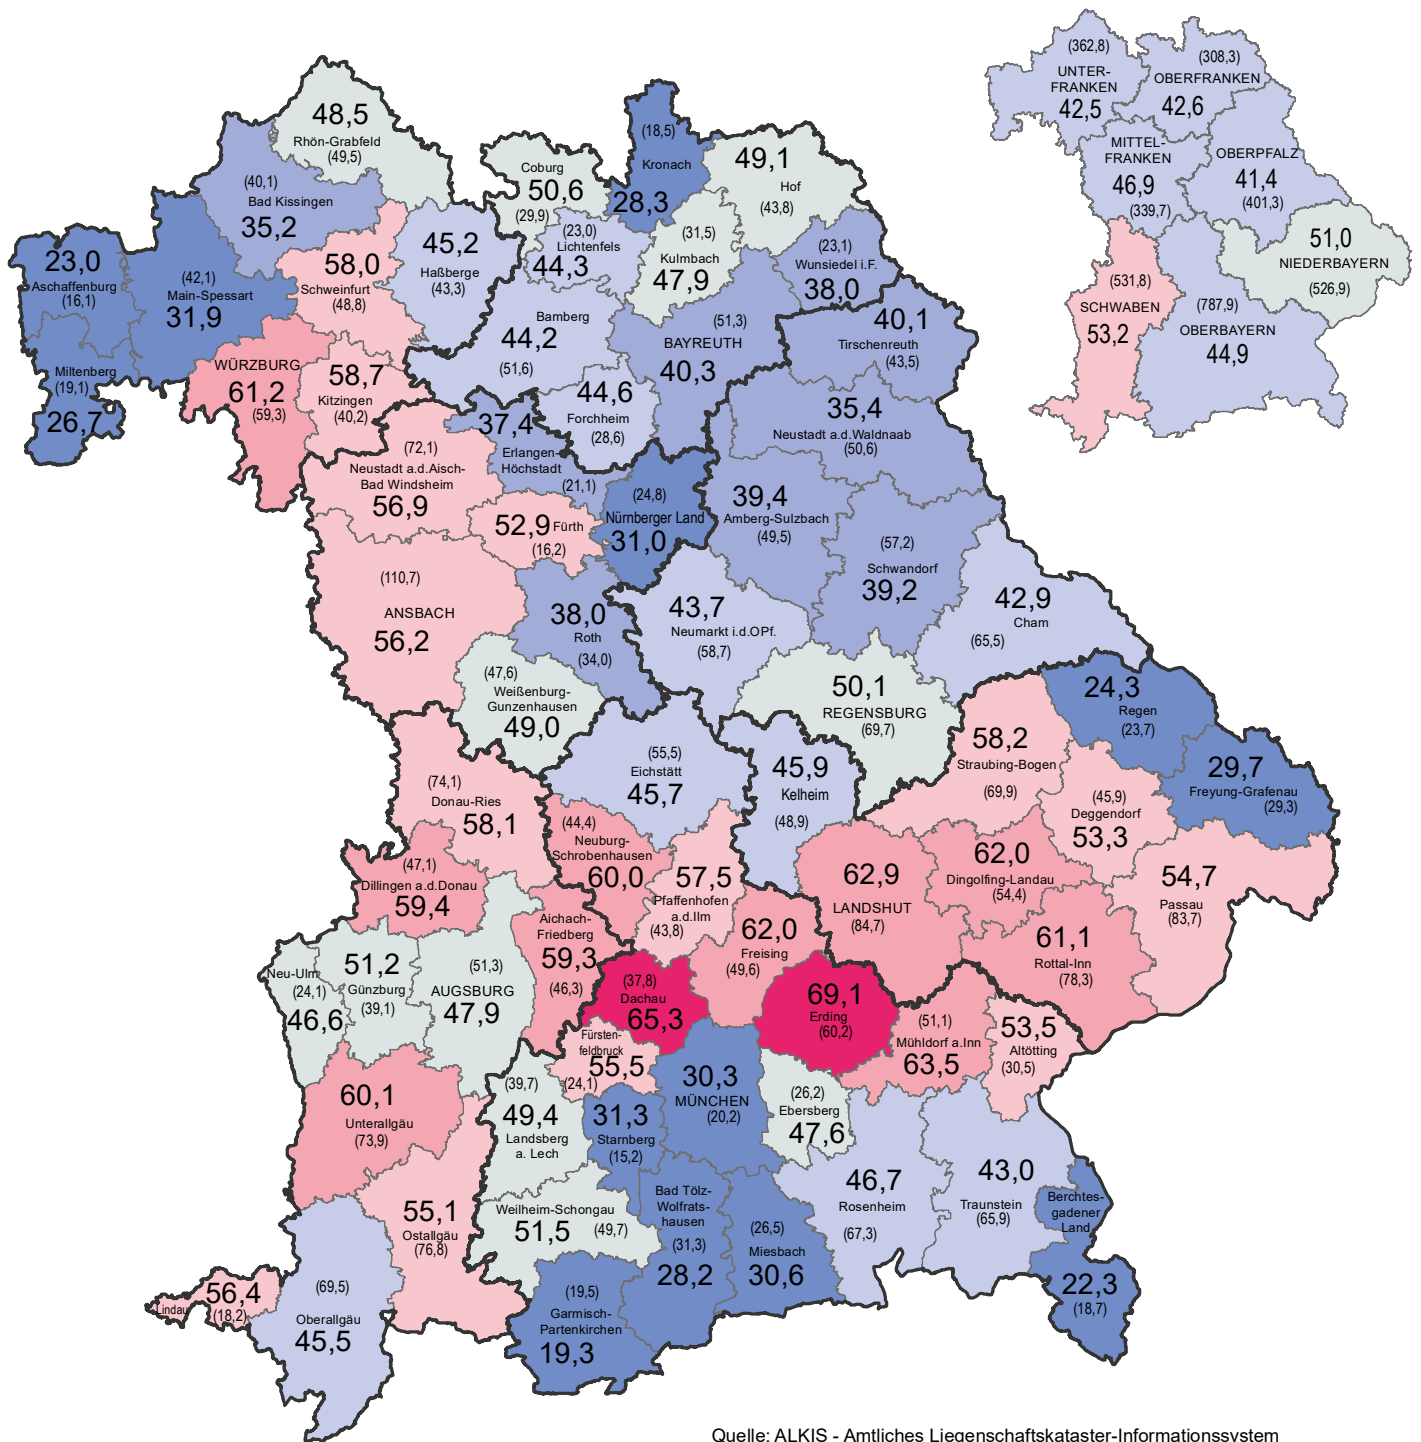 (362,8)
UNTER-
FRANKEN
42,5
(308,3)
OBERFRANKEN
42,6
MITTEL-
FRANKEN
46,9
(339,7)
OBERPFALZ
41,4
(401,3)
51,0
NIEDERBAYERN
(526,9)
(531,8)
SCHWABEN
53,2
(787,9)
OBERBAYERN
44,9
48,5
Rhön-Grabfeld
(49,5)
(40,1)
Bad Kissingen
35,2
Coburg
50,6
(29,9)
(18,5)
Kronach
28,3
49,1
Hof
(43,8)
23,0
Aschaffenburg
(16,1)
(42,1)
Main-Spessart
31,9
58,0
Schweinfurt
(48,8)
45,2
Haßberge
(43,3)
(23,0)
Lichtenfels
44,3
(31,5)
Kulmbach
47,9
(23,1)
Wunsiedel i.F.
38,0
Miltenberg
(19,1)
26,7
WÜRZBURG
61,2
(59,3)
58,7
Kitzingen
(40,2)
Bamberg
44,2
(51,6)
(51,3)
BAYREUTH
40,3
40,1
Tirschenreuth
(43,5)
44,6
Forchheim
(28,6)
37,4
Erlangen-
Höchstadt
(21,1)
35,4
Neustadt a.d.Waldnaab
(50,6)
(72,1)
Neustadt a.d.Aisch-
Bad Windsheim
56,9
52,9 Fürth
(16,2)
(24,8)
Nürnberger Land
31,0
39,4
Amberg-Sulzbach
(49,5)
(57,2)
Schwandorf
39,2
(110,7)
ANSBACH
56,2
38,0
Roth
(34,0)
43,7
Neumarkt i.d.OPf.
(58,7)
42,9
Cham
(65,5)
(47,6)
Weißenburg-
Gunzenhausen
49,0
50,1
REGENSBURG
(69,7)
24,3
Regen
(23,7)
58,2
Straubing-Bogen
(69,9)
29,7
Freyung-Grafenau
(29,3)
(55,5)
Eichstätt
45,7
45,9
Kelheim
(48,9)
(45,9)
Deggendorf
53,3
(74,1)
Donau-Ries
58,1
(44,4)
Neuburg-
Schrobenhausen
60,0
57,5
Pfaffenhofen
a.d.Ilm
(43,8)
62,9
LANDSHUT
(84,7)
62,0
Dingolfing-Landau
(54,4)
54,7
Passau
(83,7)
(47,1)
Dillingen a.d.Donau
59,4
Aichach-
Friedberg
59,3
(46,3)
62,0
Freising
(49,6)
61,1
Rottal-Inn
(78,3)
Neu-Ulm
(24,1)
46,6
51,2
Günzburg
(39,1)
(51,3)
AUGSBURG
47,9
(37,8)
Dachau
65,3
69,1
Erding
(60,2)
(51,1)
Mühldorf a.Inn
63,5
53,5
Altötting
(30,5)
Fürsten-
feldbruck
55,5
(24,1)
30,3
MÜNCHEN
(20,2)
(26,2)
Ebersberg
47,6
60,1
Unterallgäu
(73,9)
(39,7)
49,4
Landsberg
a. Lech
31,3
Starnberg
(15,2)
46,7
Rosenheim
(67,3)
43,0
Traunstein
(65,9)
Berchtes-
gadener
Land
22,3
(18,7)
55,1
Ostallgäu
(76,8)
Weilheim-Schongau
51,5
(49,7)
Bad Tölz-
Wolfrats-
hausen
(31,3)
28,2
(26,5)
Miesbach
30,6
56,4
Lindau
(18,2)
(69,5)
Oberallgäu
45,5
(19,5)
Garmisch-
Partenkirchen
19,3
Quelle: ALKIS - Amtliches Liegenschaftskataster-Informationssystem